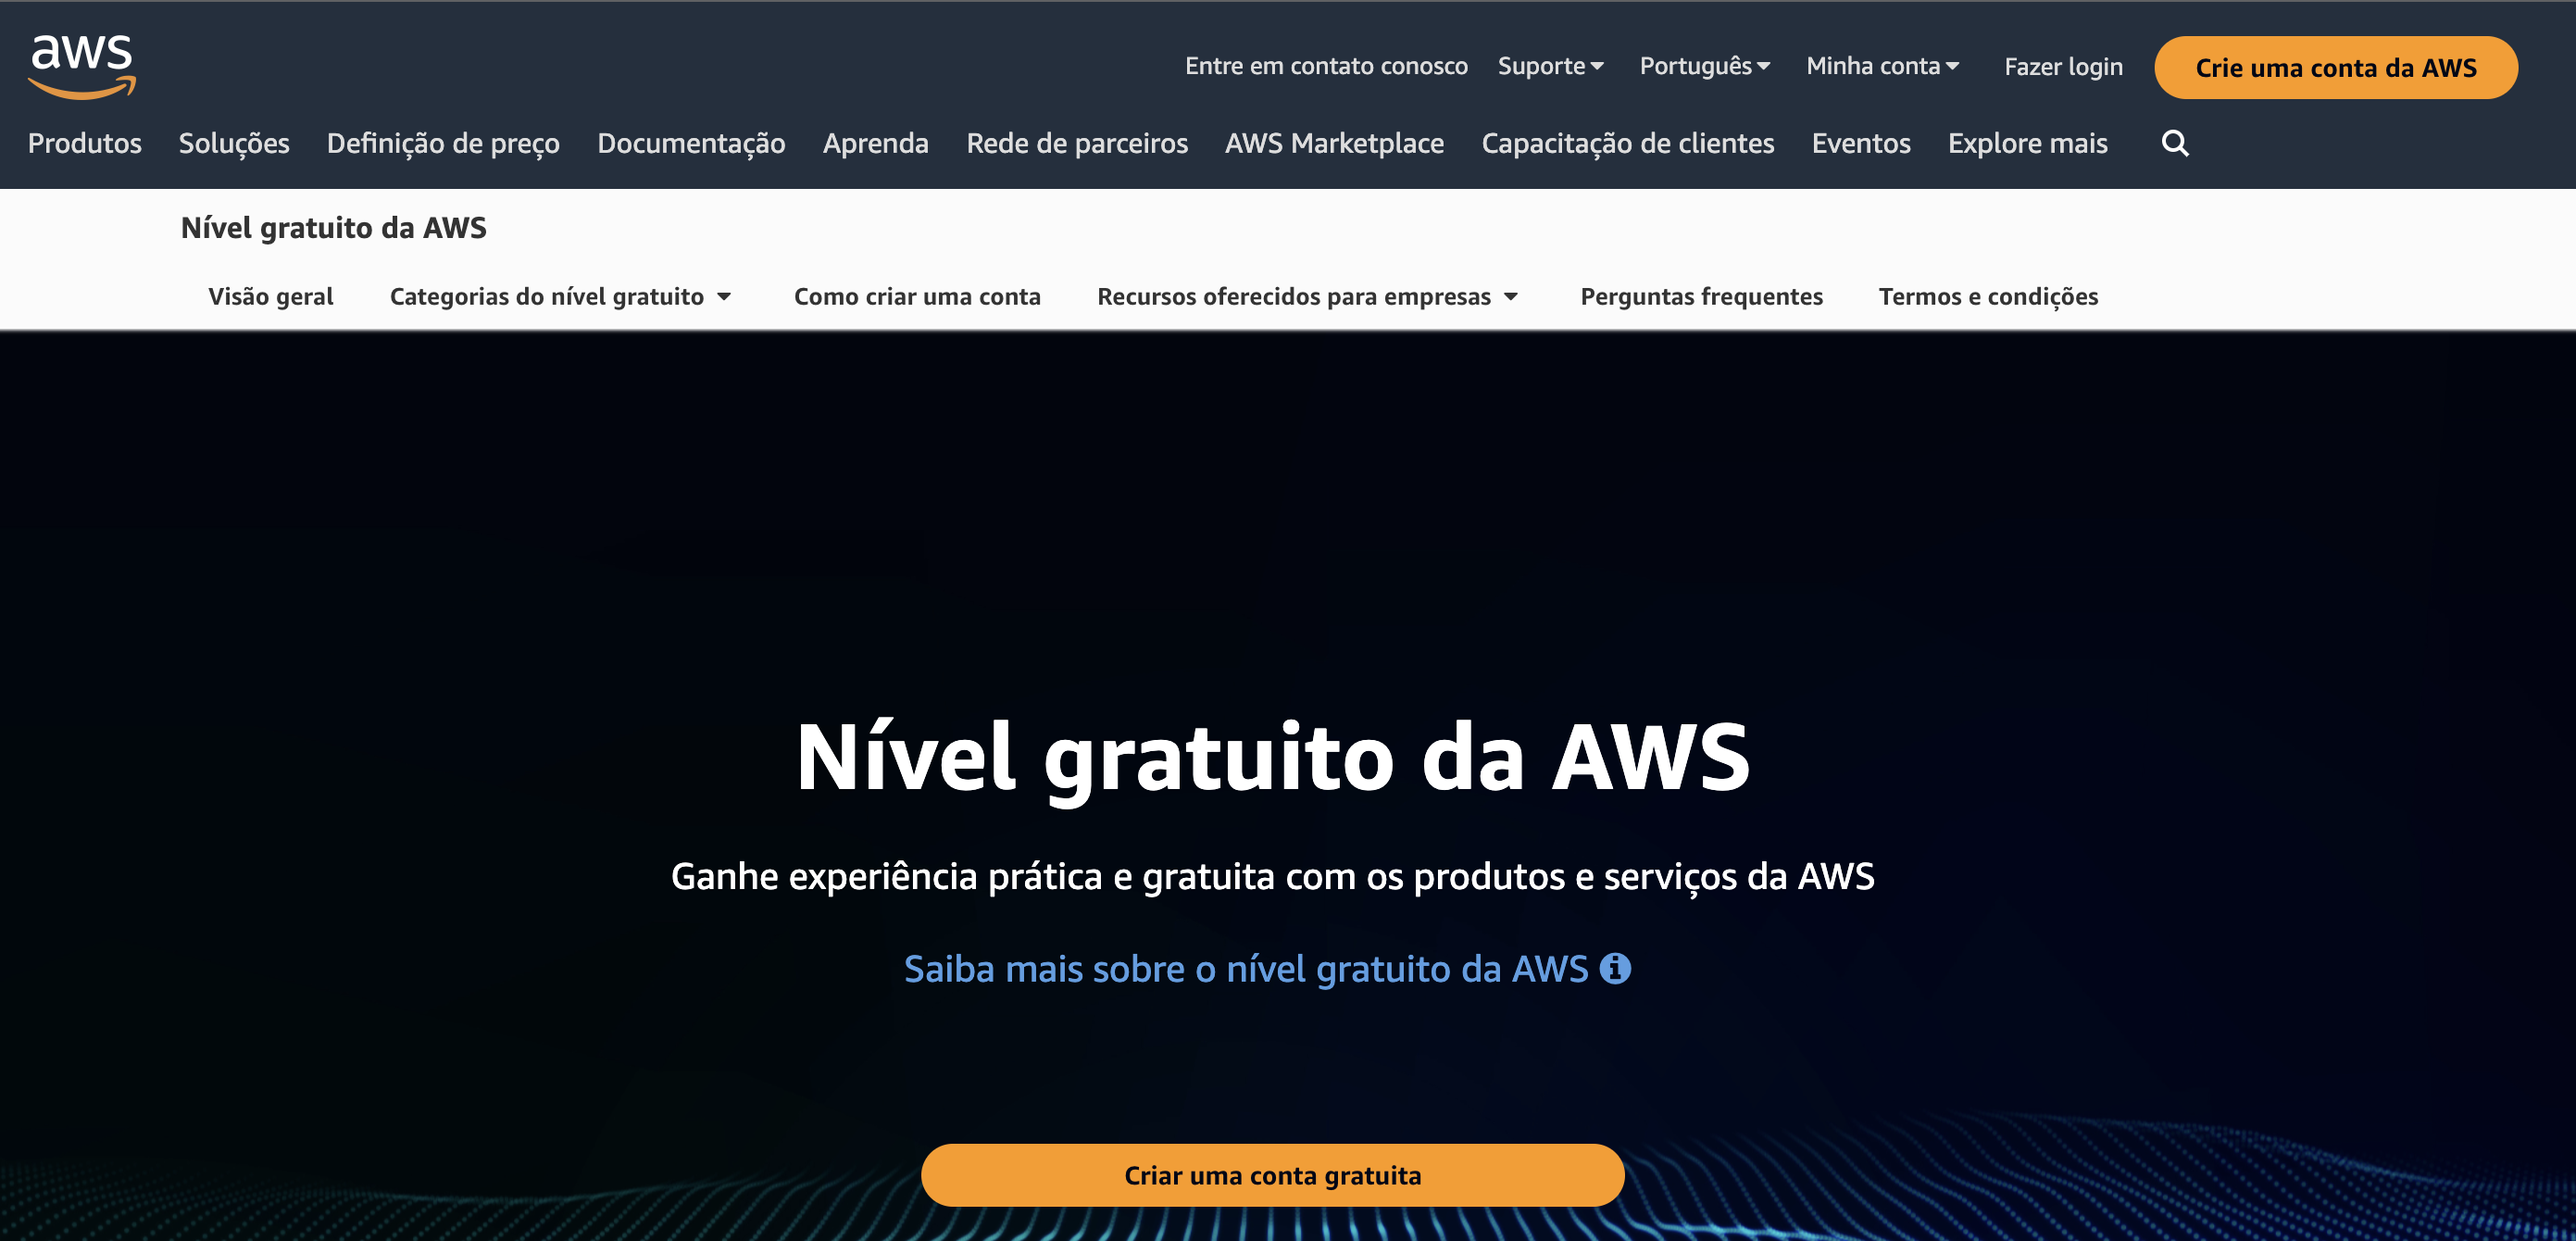 aws
Entre em contato conosco Suporte Português Minha conta Fazer login Crie uma conta da AWS
Produtos Soluções Definição de preço Documentação Aprenda Rede de parceiros AWS Marketplace Capacitação de clientes Eventos Explore mais
Nível gratuito da AWS
Visão geral Categorias do nível gratuito Como criar uma conta Recursos oferecidos para empresas Perguntas frequentes Termos e condições
Nível gratuito da AWS
Ganhe experiência prática e gratuita com os produtos e serviços da AWS
Saiba mais sobre o nível gratuito da AWS
Criar uma conta gratuita